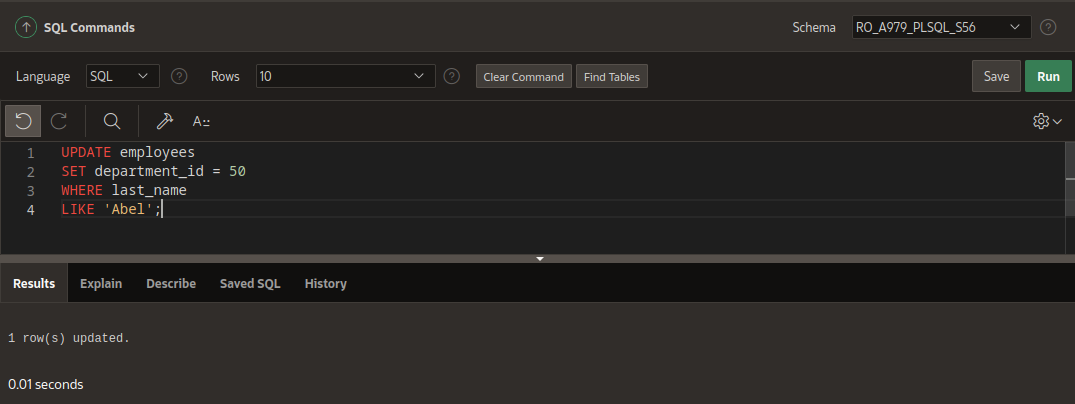 SQL Commands Schema RO_A979_PLSQL_S56 ?
Language SQL ? Rows 10 ? Clear Command Find Tables Save Run
A::
1 UPDATE employees
2 SET department_id = 50
3 WHERE last_name
4 LIKE 'Abel';
Results Explain Describe Saved SQL History
1 row(s) updated.
0.01 seconds